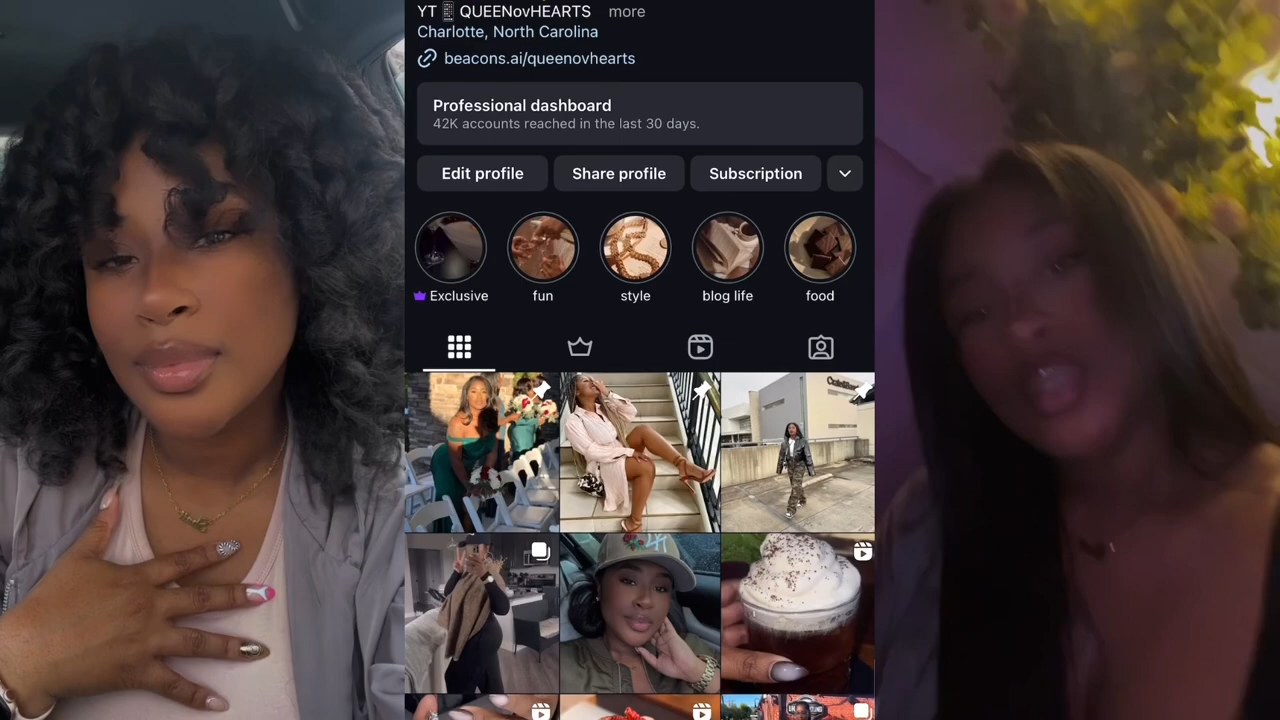 YT QUEENovHEARTS more
Charlotte, North Carolina
beacons.ai/queenovhearts
Professional dashboard
42K accounts reached in the last 30 days.
Edit profile Share profile Subscription
Exclusive fun style blog life food